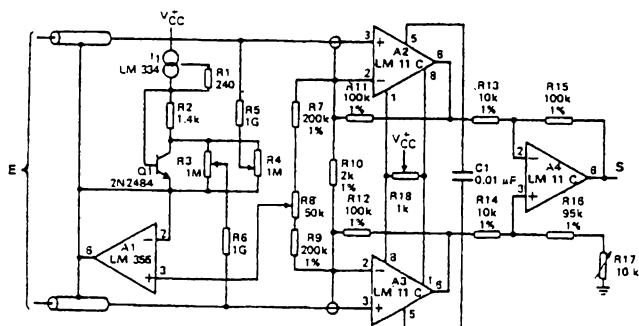 V+CC
I1
LM 334
R1
240
R2
1.4k
Q1
2N2484
R3
1M
R4
1M
R5
1G
R6
1G
E
A1
LM 356
2
3
6
R7
200k
1%
R8
50k
R9
200k
1%
R10
2k
1%
R11
100k
1%
R12
100k
1%
V+CC
R18
1k
3
2
A2
LM 11 C
5
6
8
1
2
3
A3
LM 11 C
8
1
6
5
C1
0.01 µF
R13
10k
1%
R14
10k
1%
R15
100k
1%
2
3
A4
LM 11 C
6
S
R16
95k
1%
R17
10 k